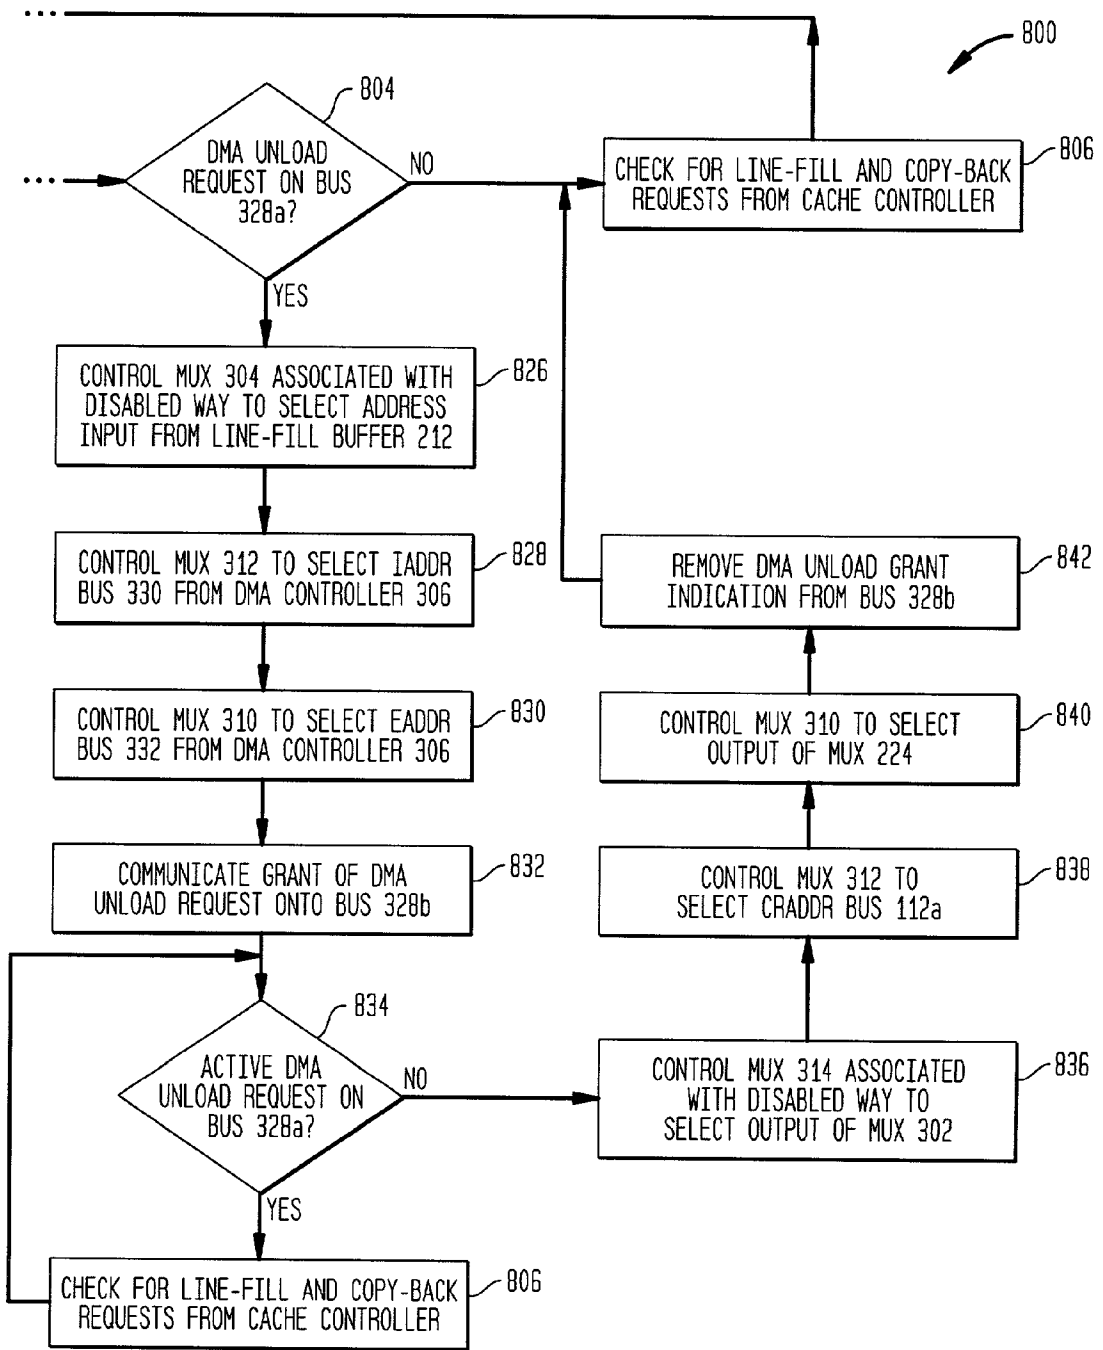 800
804
DMA UNLOAD
REQUEST ON BUS
328a?
NO
YES
CHECK FOR LINE-FILL AND COPY-BACK
REQUESTS FROM CACHE CONTROLLER
806
CONTROL MUX 304 ASSOCIATED WITH
DISABLED WAY TO SELECT ADDRESS
INPUT FROM LINE-FILL BUFFER 212
826
CONTROL MUX 312 TO SELECT IADDR
BUS 330 FROM DMA CONTROLLER 306
828
CONTROL MUX 310 TO SELECT EADDR
BUS 332 FROM DMA CONTROLLER 306
830
COMMUNICATE GRANT OF DMA
UNLOAD REQUEST ONTO BUS 328b
832
834
ACTIVE DMA
UNLOAD REQUEST ON
BUS 328a?
NO
YES
CHECK FOR LINE-FILL AND COPY-BACK
REQUESTS FROM CACHE CONTROLLER
806
CONTROL MUX 314 ASSOCIATED
WITH DISABLED WAY TO
SELECT OUTPUT OF MUX 302
836
CONTROL MUX 312 TO
SELECT CRADDR BUS 112a
838
CONTROL MUX 310 TO SELECT
OUTPUT OF MUX 224
840
REMOVE DMA UNLOAD GRANT
INDICATION FROM BUS 328b
842